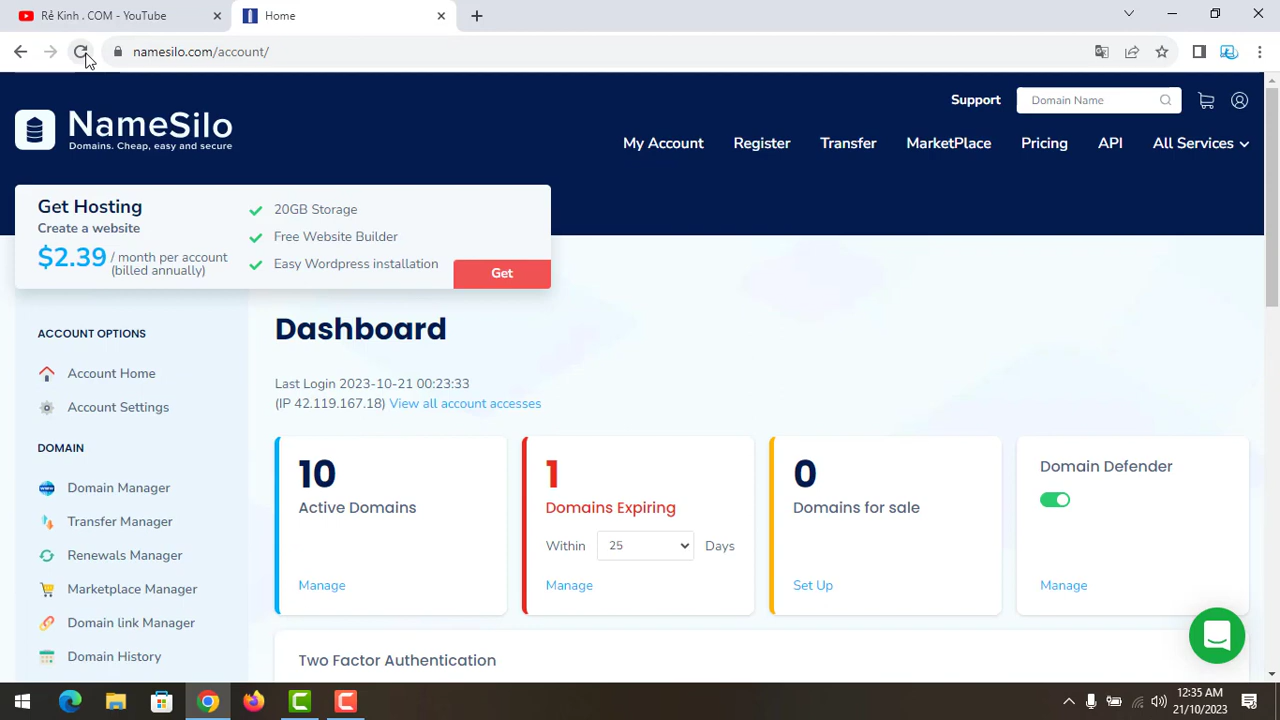 Rẻ Kinh . COM - YouTube
Home
namesilo.com/account/
NameSilo
Domains. Cheap, easy and secure
Support
Domain Name
My Account
Register
Transfer
MarketPlace
Pricing
API
All Services
Get Hosting
Create a website
$2.39 / month per account
(billed annually)
20GB Storage
Free Website Builder
Easy Wordpress installation
Get
ACCOUNT OPTIONS
Account Home
Account Settings
DOMAIN
Domain Manager
Transfer Manager
Renewals Manager
Marketplace Manager
Domain link Manager
Domain History
Dashboard
Last Login 2023-10-21 00:23:33
(IP 42.119.167.18) View all account accesses
10
Active Domains
Manage
1
Domains Expiring
Within 25 Days
Manage
0
Domains for sale
Set Up
Domain Defender
Manage
Two Factor Authentication
12:35 AM
21/10/2023